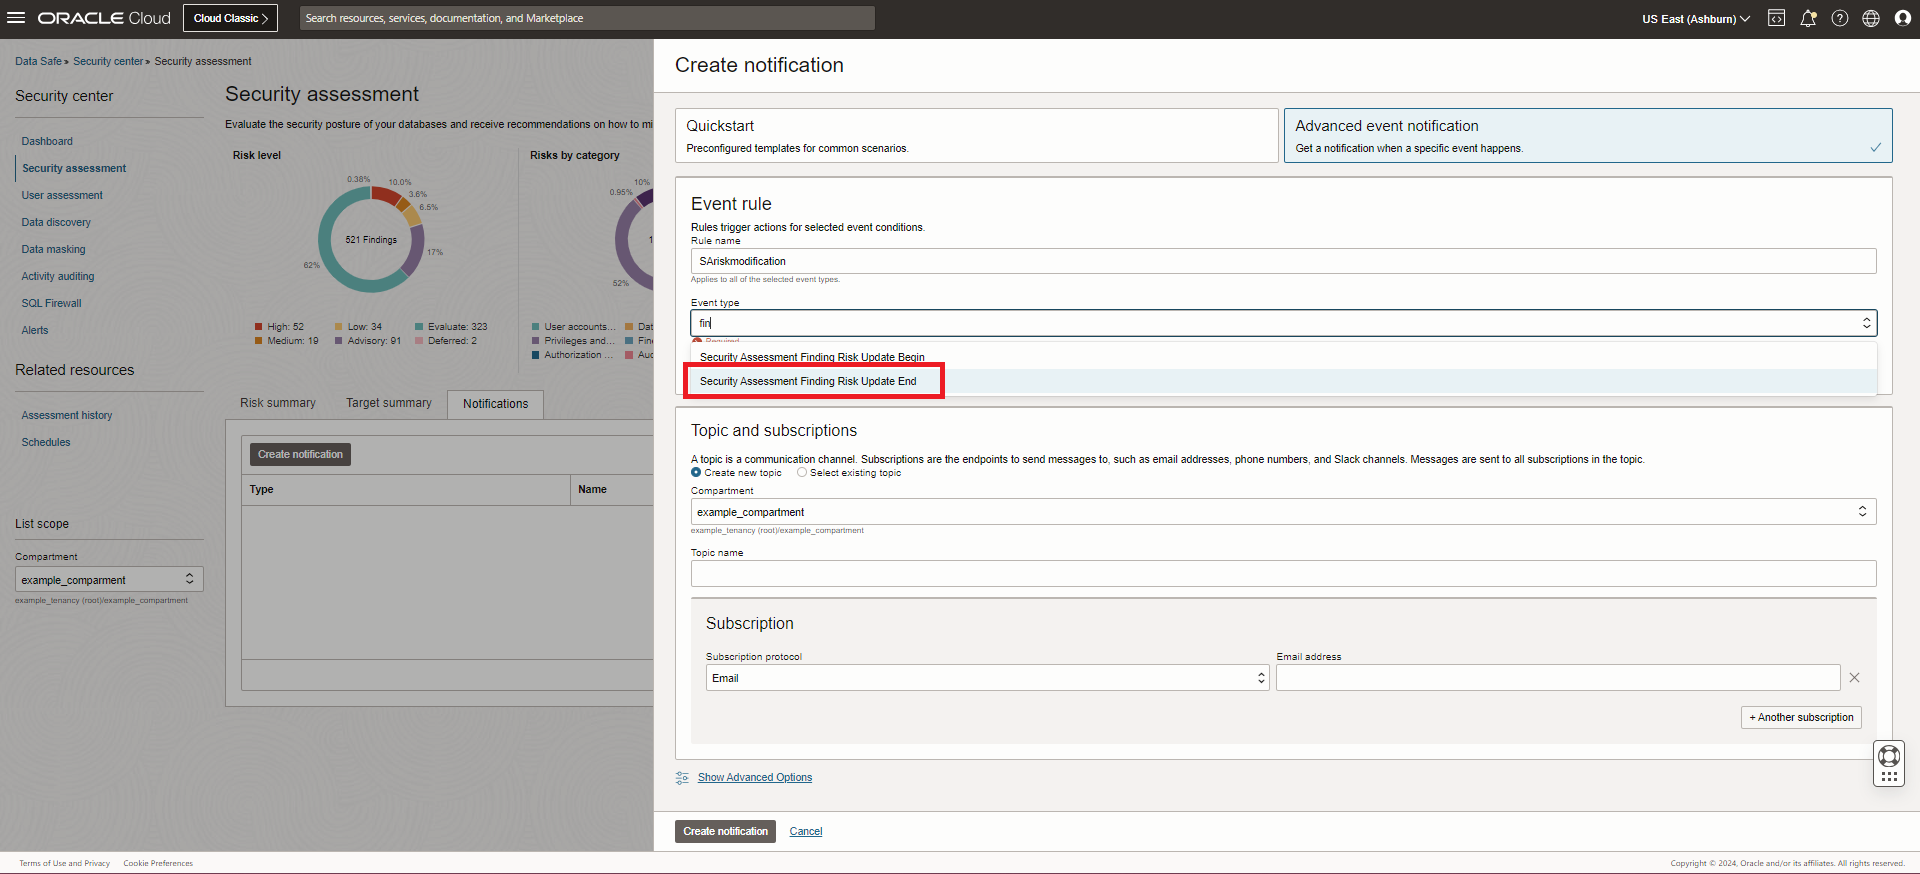 ORACLE Cloud
Cloud Classic
Search resources, services, documentation, and Marketplace
US East (Ashburn)
Data Safe » Security center » Security assessment
Security center
Dashboard
Security assessment
User assessment
Data discovery
Data masking
Activity auditing
SQL Firewall
Alerts
Related resources
Assessment history
Schedules
List scope
Compartment
example_comparment
example_tenancy (root)/example_compartment
Security assessment
Evaluate the security posture of your databases and receive recommendations on how to mi
Risk level
0.38%
10.0%
3.6%
6.5%
17%
62%
521 Findings
High: 52
Low: 34
Evaluate: 323
Medium: 19
Advisory: 91
Deferred: 2
Risks by category
10%
0.95%
1
52%
User accounts...
Dat
Privileges and...
Fine
Authorization ...
Auc
Risk summary
Target summary
Notifications
Create notification
Type
Name
Create notification
Quickstart
Preconfigured templates for common scenarios.
Advanced event notification
Get a notification when a specific event happens.
Event rule
Rules trigger actions for selected event conditions.
Rule name
SAriskmodification
Applies to all of the selected event types.
Event type
fin
Required
Security Assessment Finding Risk Update Begin
Security Assessment Finding Risk Update End
Topic and subscriptions
A topic is a communication channel. Subscriptions are the endpoints to send messages to, such as email addresses, phone numbers, and Slack channels. Messages are sent to all subscriptions in the topic.
Create new topic
Select existing topic
Compartment
example_compartment
example_tenancy (root)/example_compartment
Topic name
Subscription
Subscription protocol
Email
Email address
+ Another subscription
Show Advanced Options
Create notification
Cancel
Terms of Use and Privacy
Cookie Preferences
Copyright © 2024, Oracle and/or its affiliates. All rights reserved.